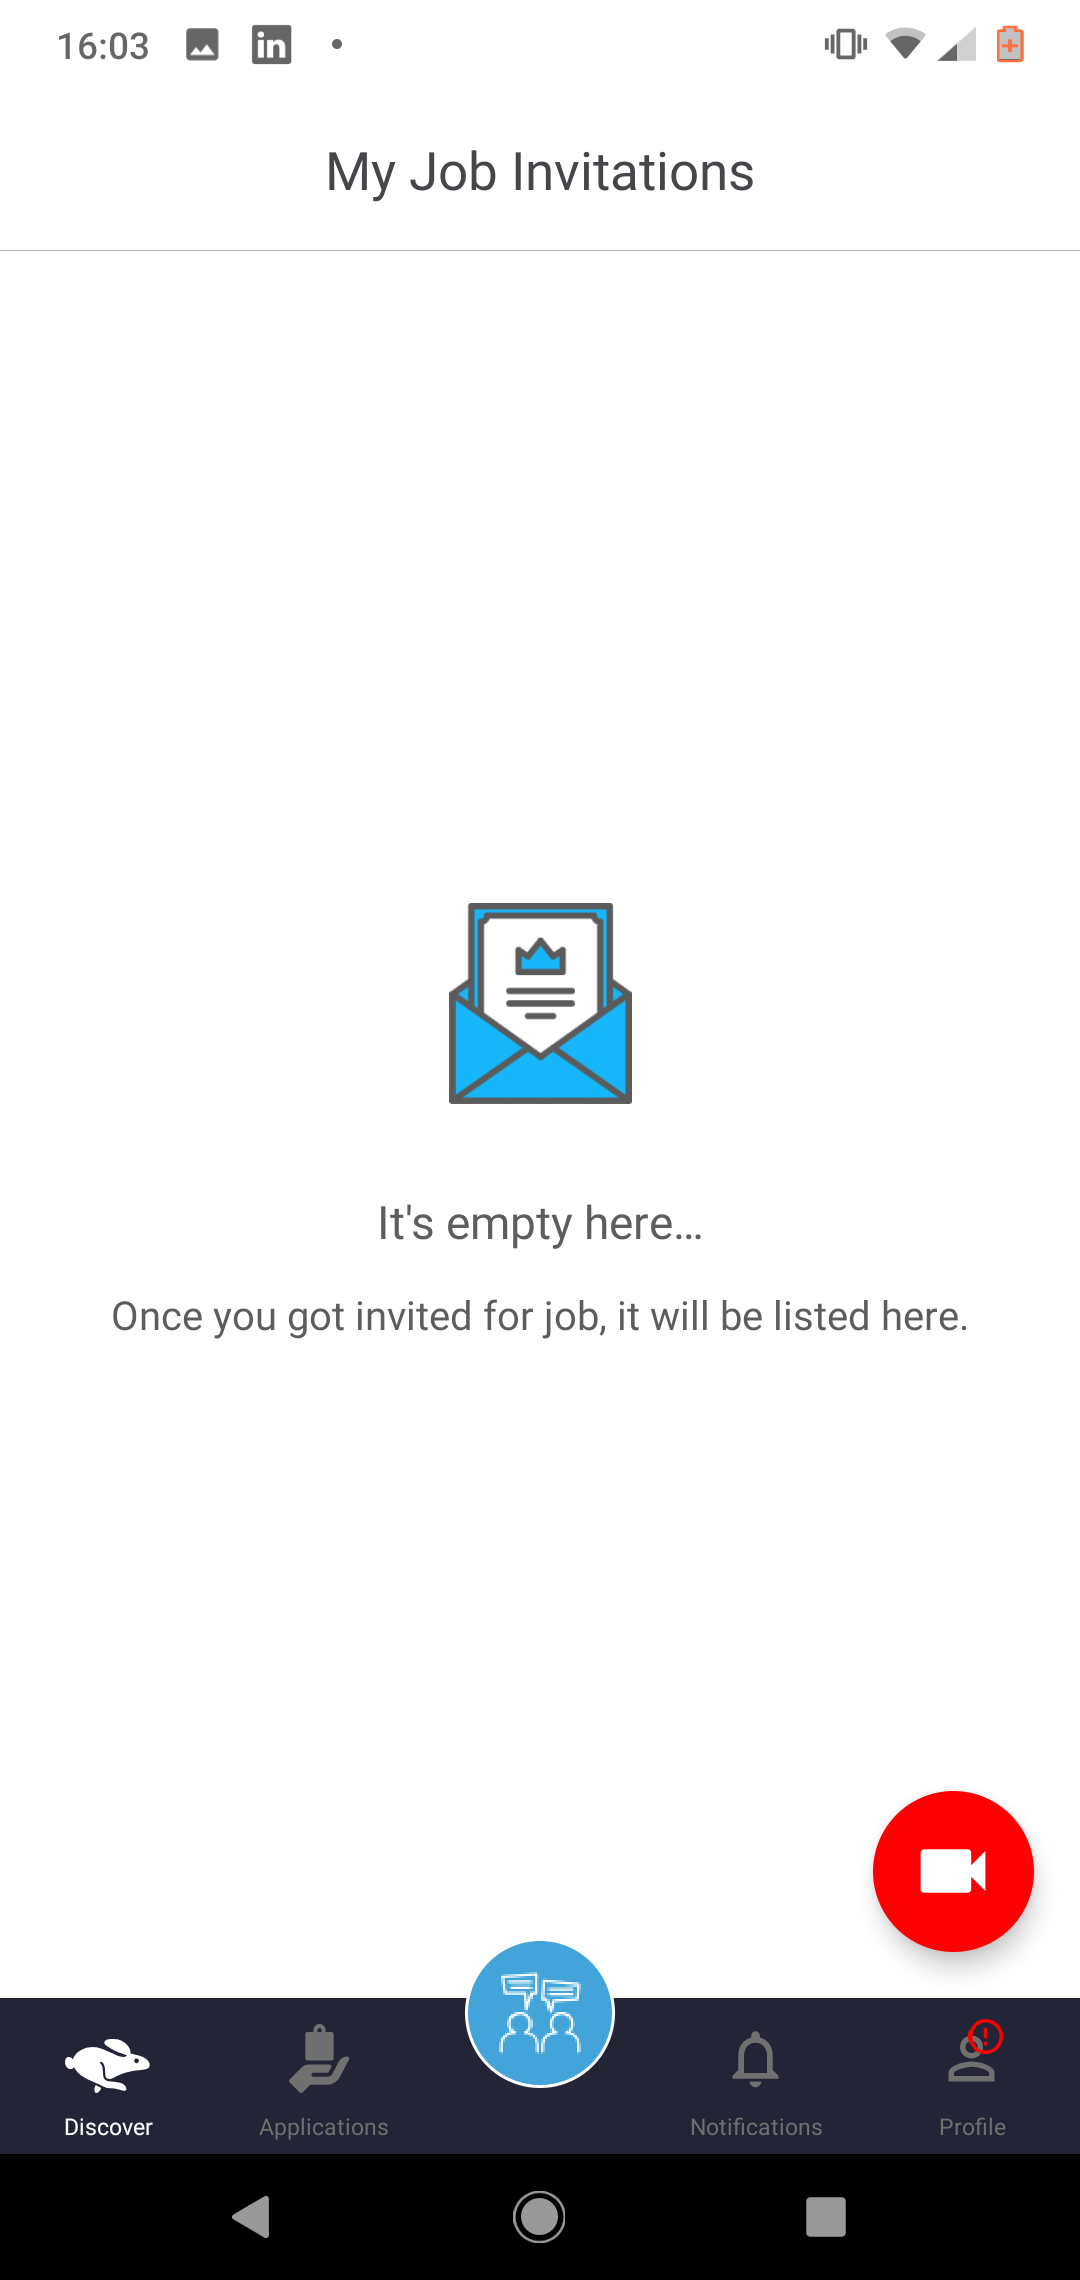 16:03
My Job Invitations
It's empty here...
Once you got invited for job, it will be listed here.
Discover
Applications
Notifications
Profile